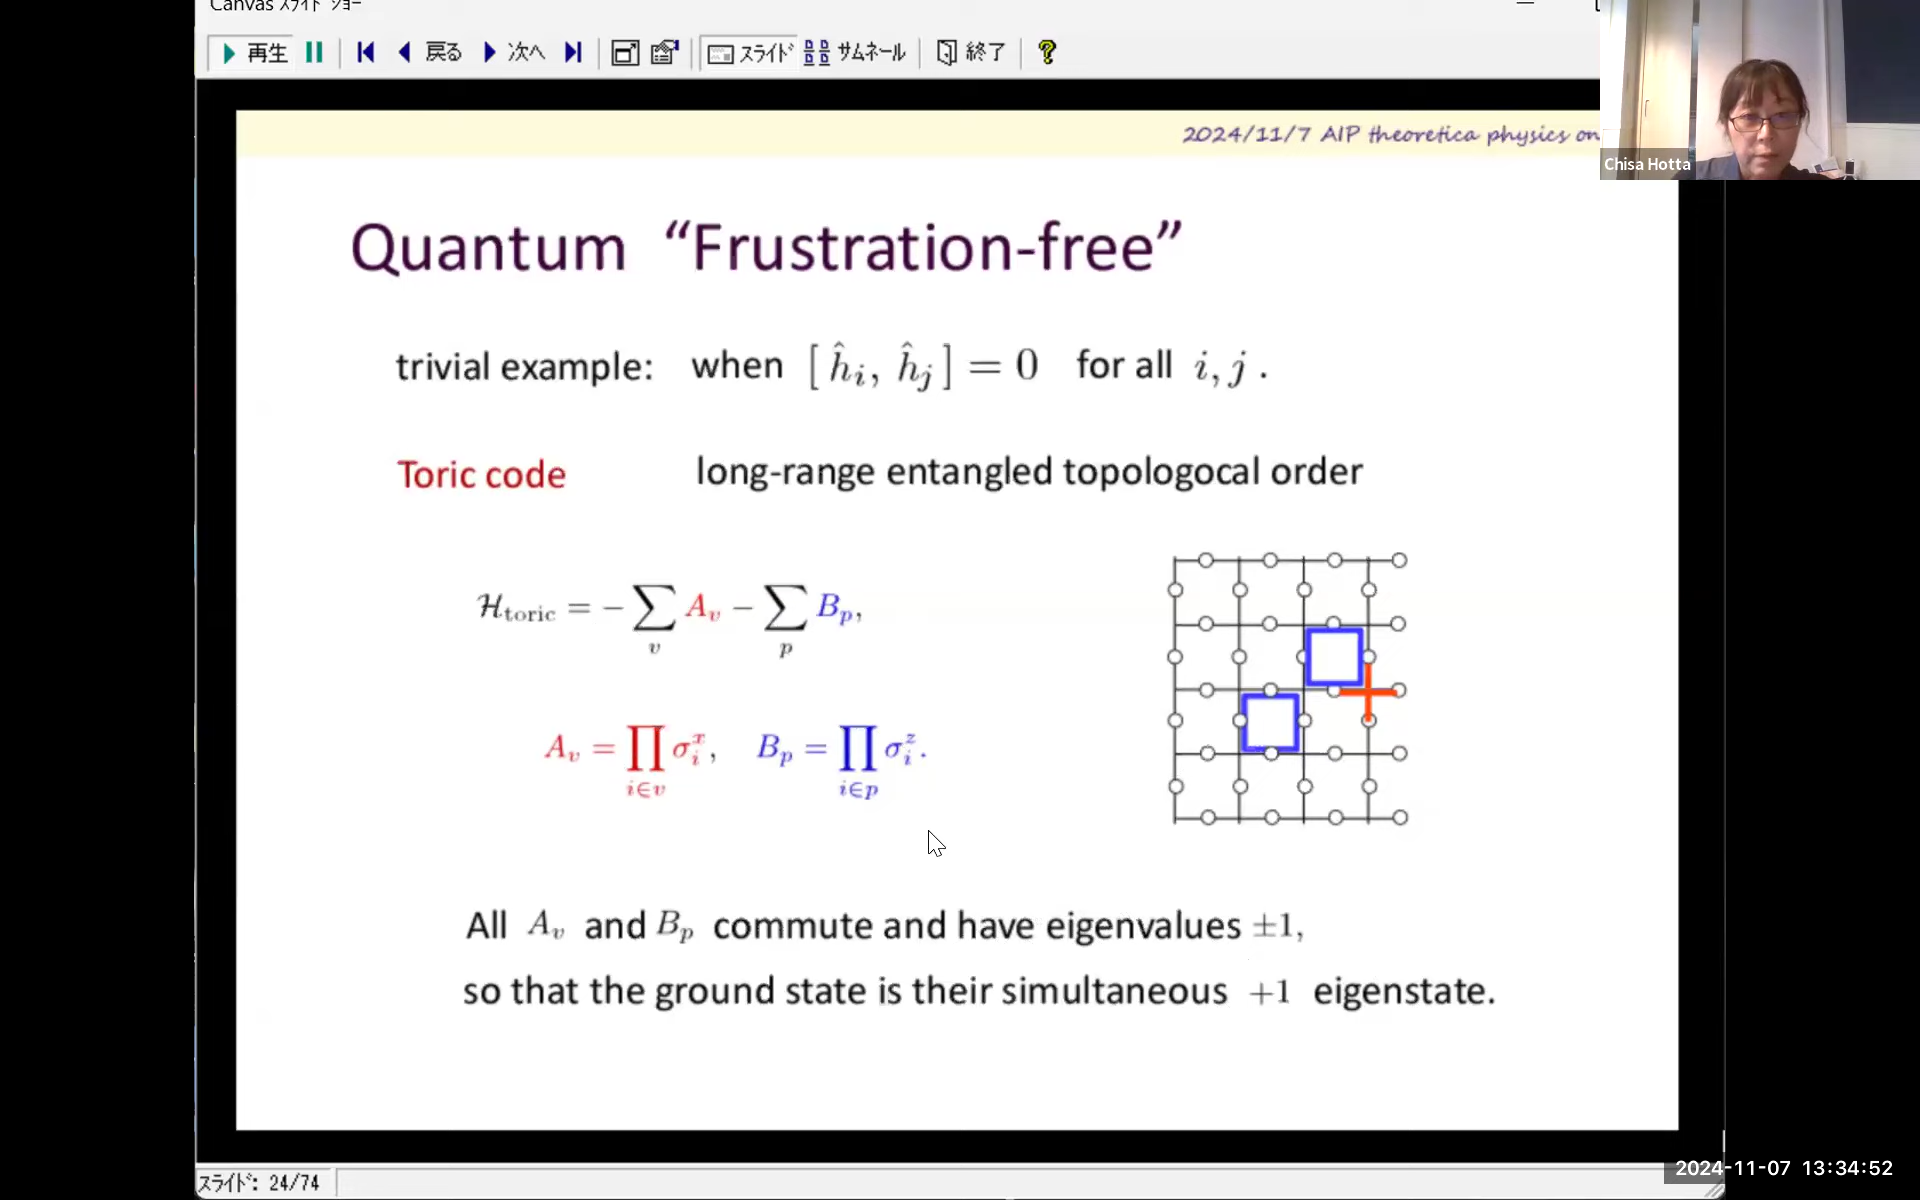 Canvas スライド ショー
再生 戻る 次へ スライド サムネール 終了
2024/11/7 AIP theoretica physics on
Chisa Hotta
Quantum “Frustration-free”
trivial example: when [ĥ_i, ĥ_j] = 0 for all i, j .
Toric code long-range entangled topologocal order
ℋ_toric = − ∑_v A_v − ∑_p B_p,
A_v = ∏_{i∈v} σ_i^x, B_p = ∏_{i∈p} σ_i^z.
All A_v and B_p commute and have eigenvalues ±1,
so that the ground state is their simultaneous +1 eigenstate.
スライド: 24/74
2024-11-07 13:34:52